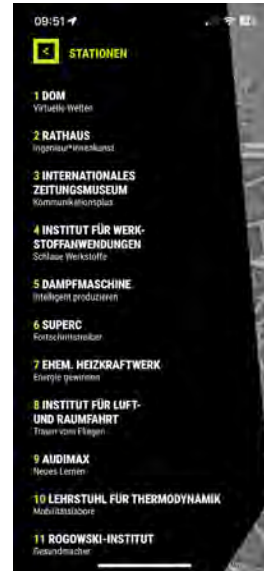 09:51
< STATIONEN
1 DOM
Virtuelle Welten
2 RATHAUS
Ingenieur*innenkunst
3 INTERNATIONALES
ZEITUNGSMUSEUM
Kommunikationsplus
4 INSTITUT FÜR WERK-
STOFFANWENDUNGEN
Schlaue Werkstoffe
5 DAMPFMASCHINE
Intelligent produzieren
6 SUPERC
Fortschrittstreiber
7 EHEM. HEIZKRAFTWERK
Energie gewinnen
8 INSTITUT FÜR LUFT-
UND RAUMFAHRT
Traum vom Fliegen
9 AUDIMAX
Neues Lernen
10 LEHRSTUHL FÜR THERMODYNAMIK
Mobilitätslabore
11 ROGOWSKI-INSTITUT
Gesundmacher